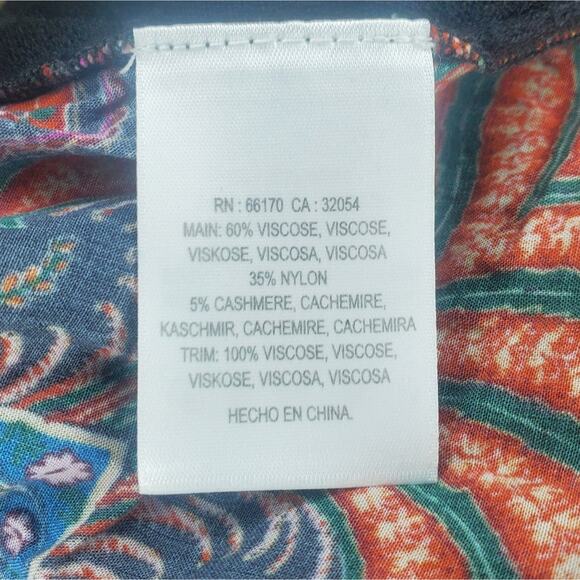 RN : 66170 CA : 32054
MAIN: 60% VISCOSE, VISCOSE,
VISKOSE, VISCOSA, VISCOSA
35% NYLON
5% CASHMERE, CACHEMIRE,
KASCHMIR, CACHEMIRE, CACHEMIRA
TRIM: 100% VISCOSE, VISCOSE,
VISKOSE, VISCOSA, VISCOSA
HECHO EN CHINA.